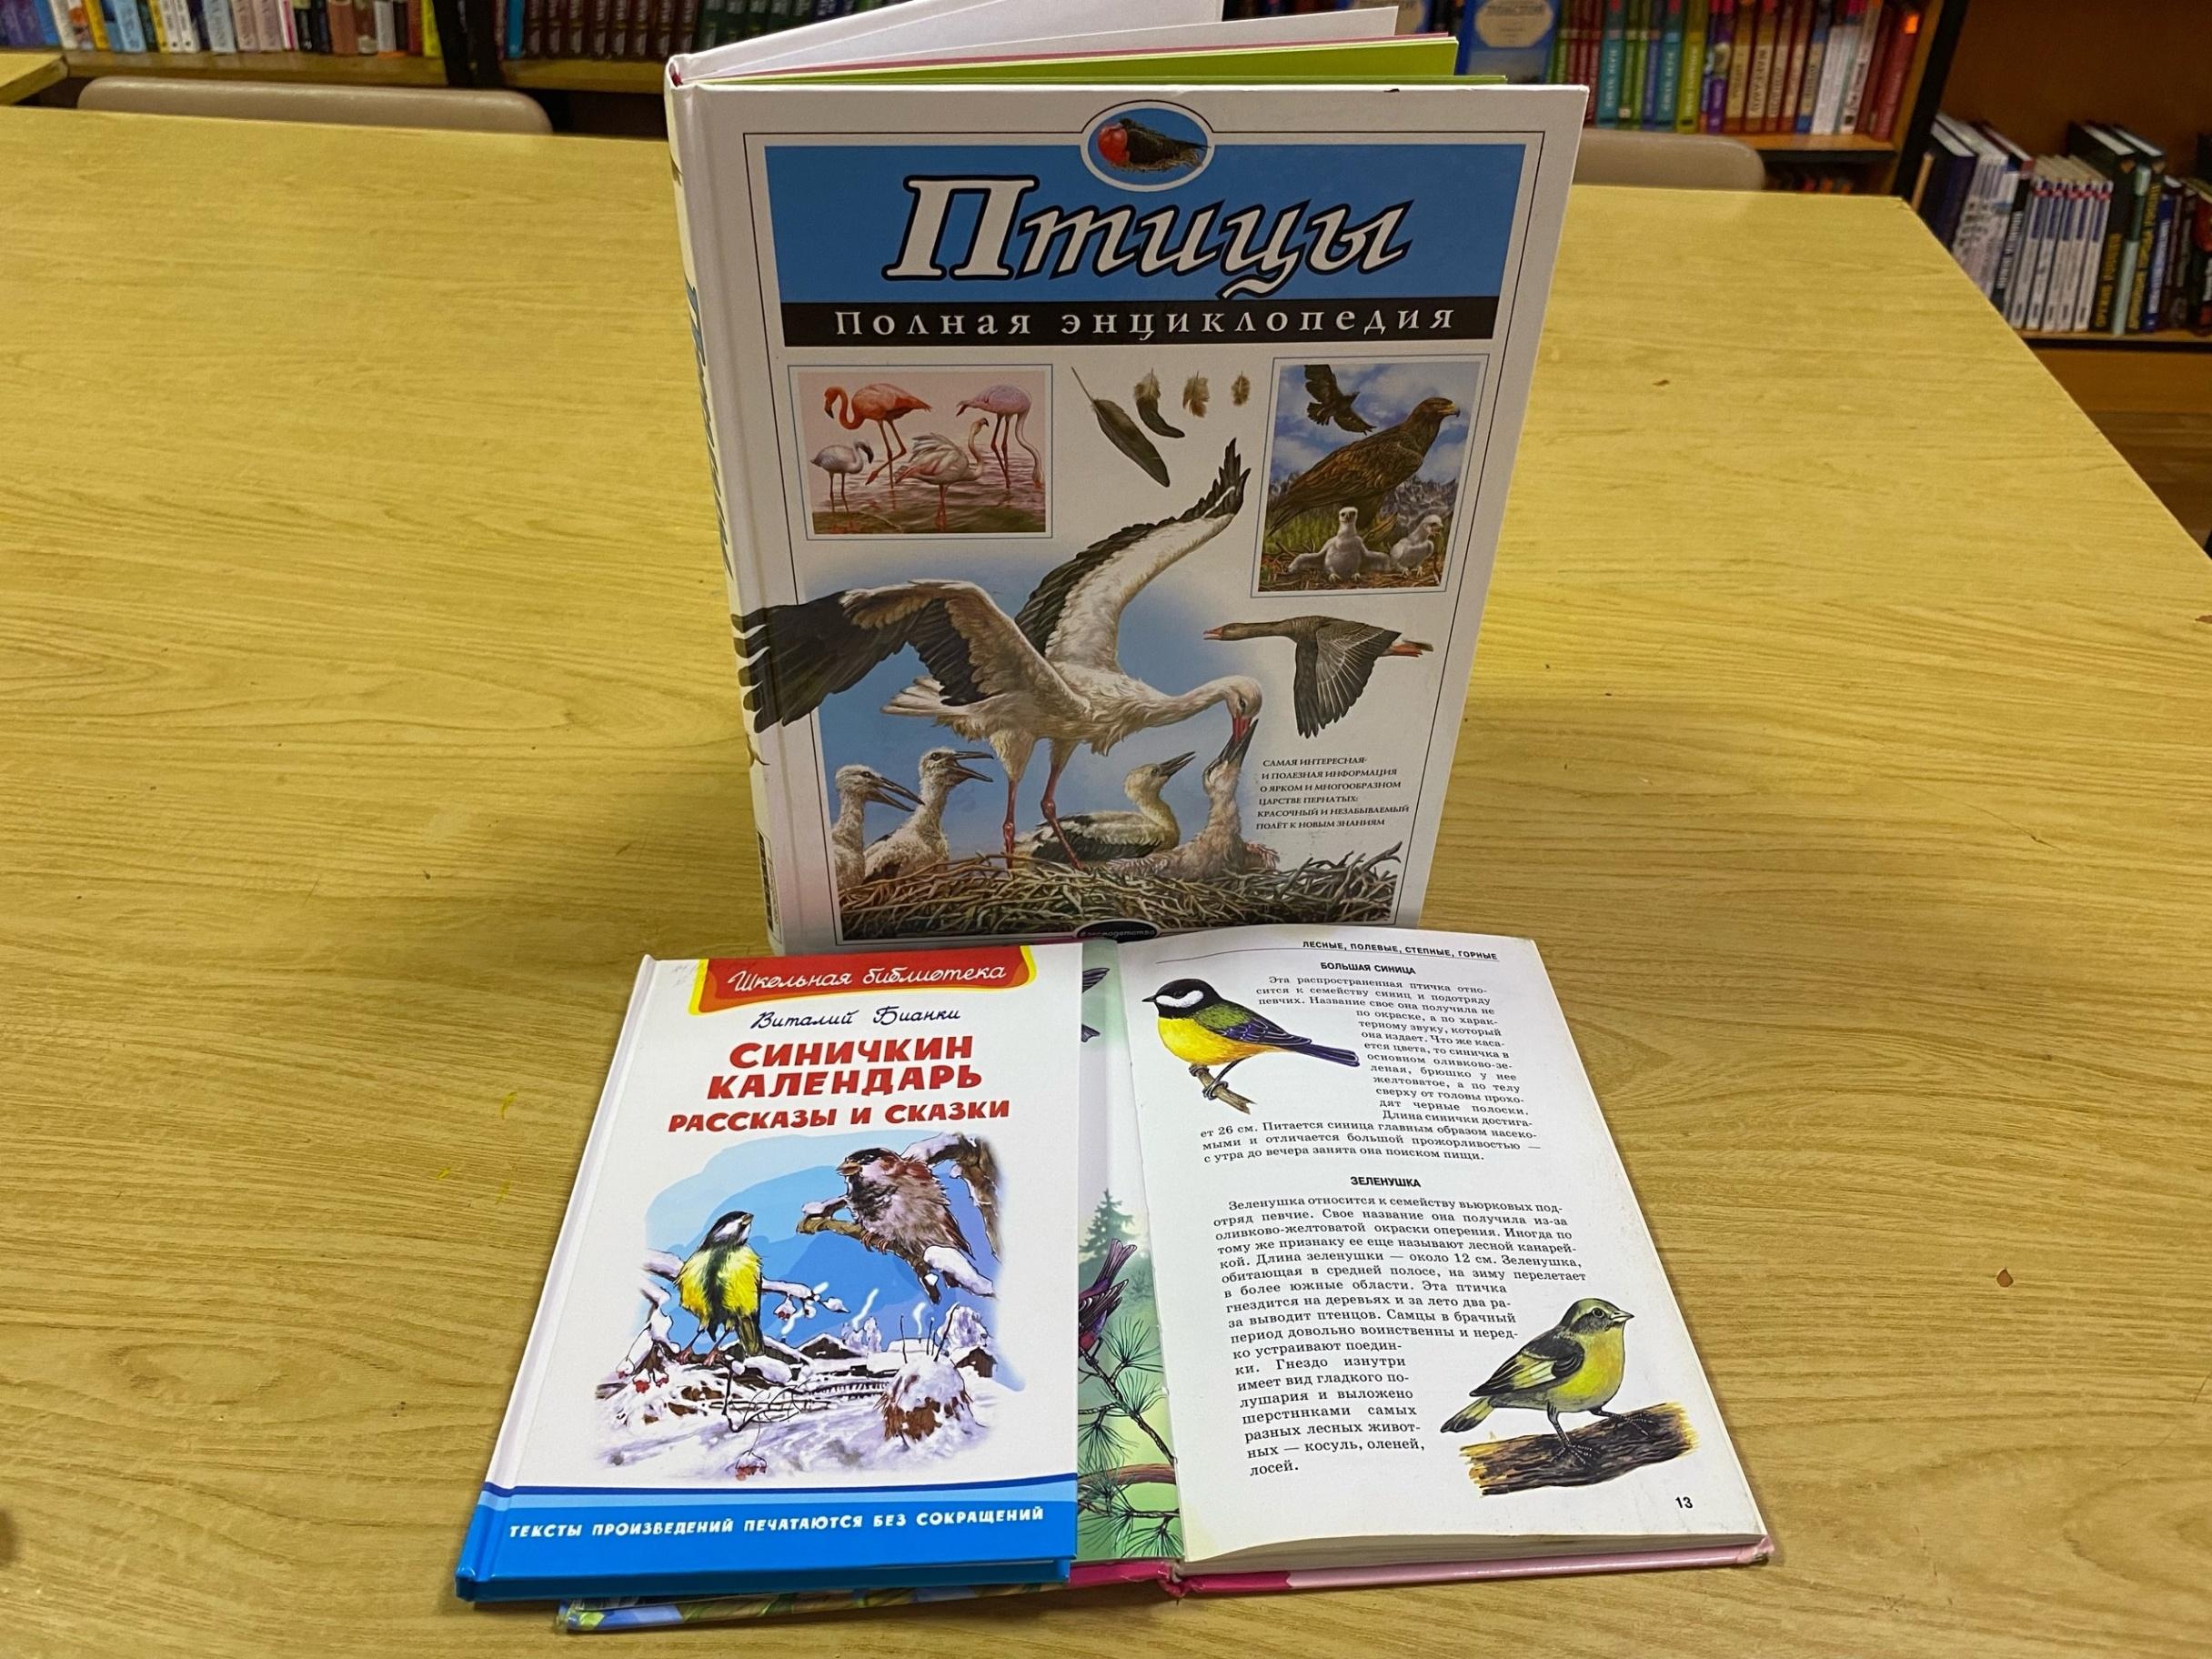 Птицы
Полная энциклопедия
САМАЯ ИНТЕРЕСНАЯ
И ПОЛЕЗНАЯ ИНФОРМАЦИЯ
О ЯРКОМ И МНОГООБРАЗНОМ
ЦАРСТВЕ ПЕРНАТЫХ:
КРАСОЧНЫЙ И НЕЗАБЫВАЕМЫЙ
ПОЛЁТ К НОВЫМ ЗНАНИЯМ
Школьная библиотека
Виталий Бианки
СИНИЧКИН
КАЛЕНДАРЬ
РАССКАЗЫ И СКАЗКИ
ТЕКСТЫ ПРОИЗВЕДЕНИЙ ПЕЧАТАЮТСЯ БЕЗ СОКРАЩЕНИЙ
ЛЕСНЫЕ, ПОЛЕВЫЕ, СТЕПНЫЕ, ГОРНЫЕ
БОЛЬШАЯ СИНИЦА
Эта распространенная птичка отно-
сится к семейству синиц и подотряду
певчих. Название свое она получила не
по окраске, а по харак-
терному звуку, который
она издает. Что же каса-
ется цвета, то синичка в
основном оливково-зе-
леная, брюшко у нее
желтоватое, а по телу
сверху от головы прохо-
дят черные полоски.
Длина синички достига-
ет 26 см. Питается синица главным образом насеко-
мыми и отличается большой прожорливостью —
с утра до вечера занята она поиском пищи.
ЗЕЛЕНУШКА
Зеленушка относится к семейству вьюрковых под-
отряд певчие. Свое название она получила из-за
оливково-желтоватой окраски оперения. Иногда по
тому же признаку ее еще называют лесной канарей-
кой. Длина зеленушки — около 12 см. Зеленушка,
обитающая в средней полосе, на зиму перелетает
в более южные области. Эта птичка
гнездится на деревьях и за лето два ра-
за выводит птенцов. Самцы в брачный
период довольно воинственны и неред-
ко устраивают поедин-
ки. Гнездо изнутри
имеет вид гладкого по-
лушария и выложено
шерстинками самых
разных лесных живот-
ных — косуль, оленей,
лосей.
13